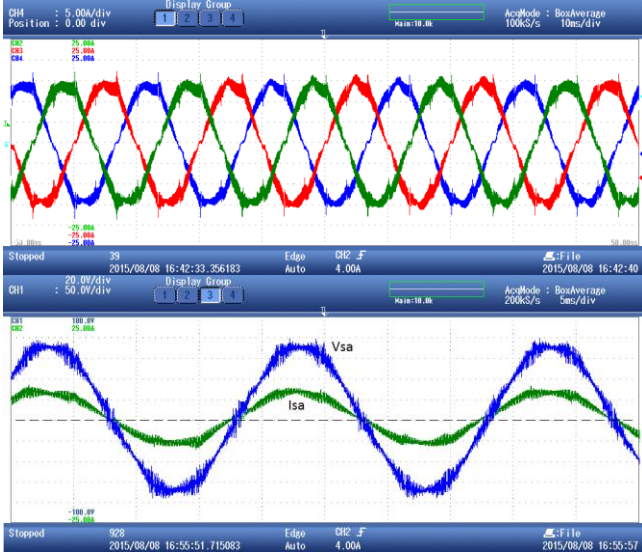 CH4 : 5.00A/div
Position : 0.00 div
Display Group
1 2 3 4
Main:10.0k
AcqMode : BoxAverage
100kS/s 10ms/div
CH2 25.00A
CH3 25.00A
CH4 25.00A
-25.00A
-25.00A
-25.00A
50.00ms
Stopped 39 Edge CH2 :File
2015/08/08 16:42:33.356183 Auto 4.00A 2015/08/08 16:42:40
20.0V/div
CH1 : 50.0V/div
Display Group
1 2 3 4
Main:10.0k
AcqMode : BoxAverage
200kS/s 5ms/div
CH1 100.0V
CH2 25.00A
Vsa
Isa
-100.0V
-25.00A
Stopped 928 Edge CH2 :File
2015/08/08 16:55:51.715083 Auto 4.00A 2015/08/08 16:55:57